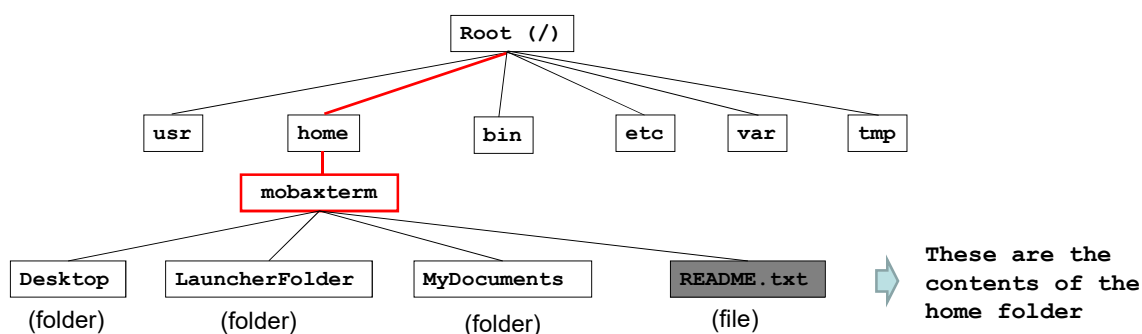 Root (/)
usr
home
bin
etc
var
tmp
mobaxterm
Desktop
LauncherFolder
MyDocuments
README.txt
(folder)
(folder)
(folder)
(file)
These are the
contents of the
home folder